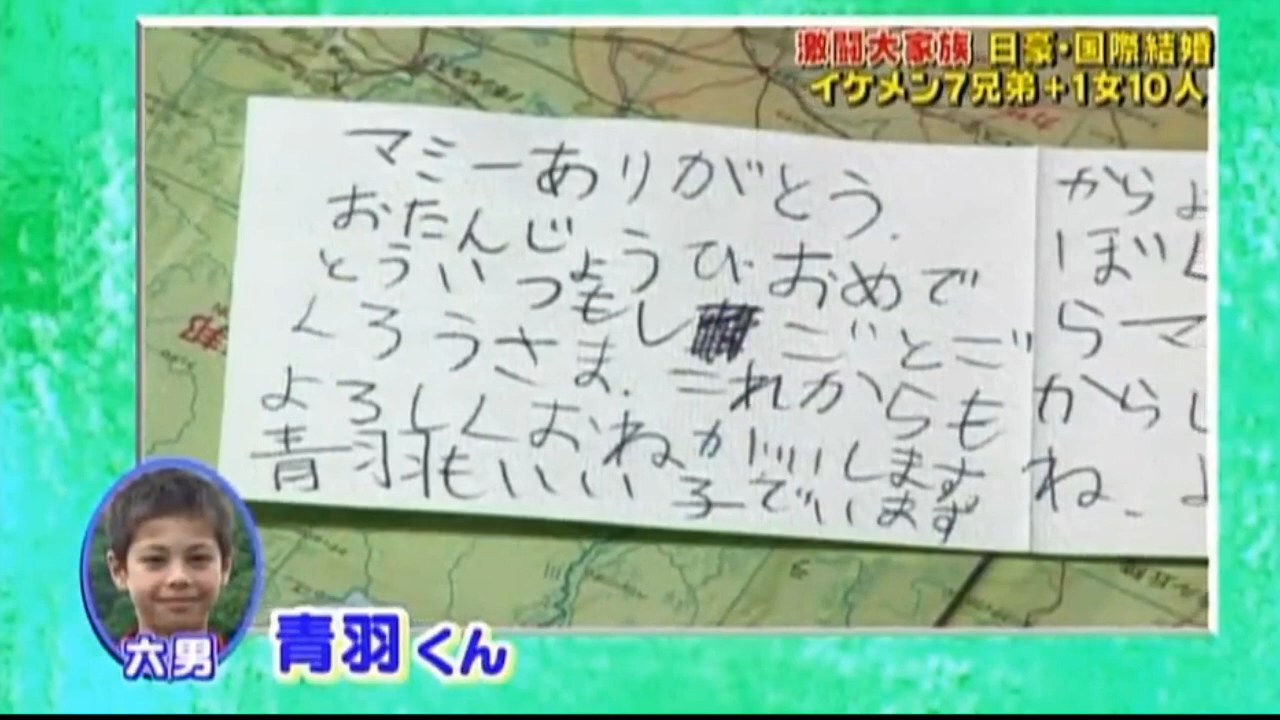 激闘大家族 日豪・国際結婚
イケメン7兄弟+1女10人
マミーありがとう.
おたんじょうびおめで
とういつもしごとご
くろうさま.これからも
よろしくおねがいします
青羽もいいい子でいます
からよ
ぼく
らマ
からし
ね、よ
六男
青羽くん